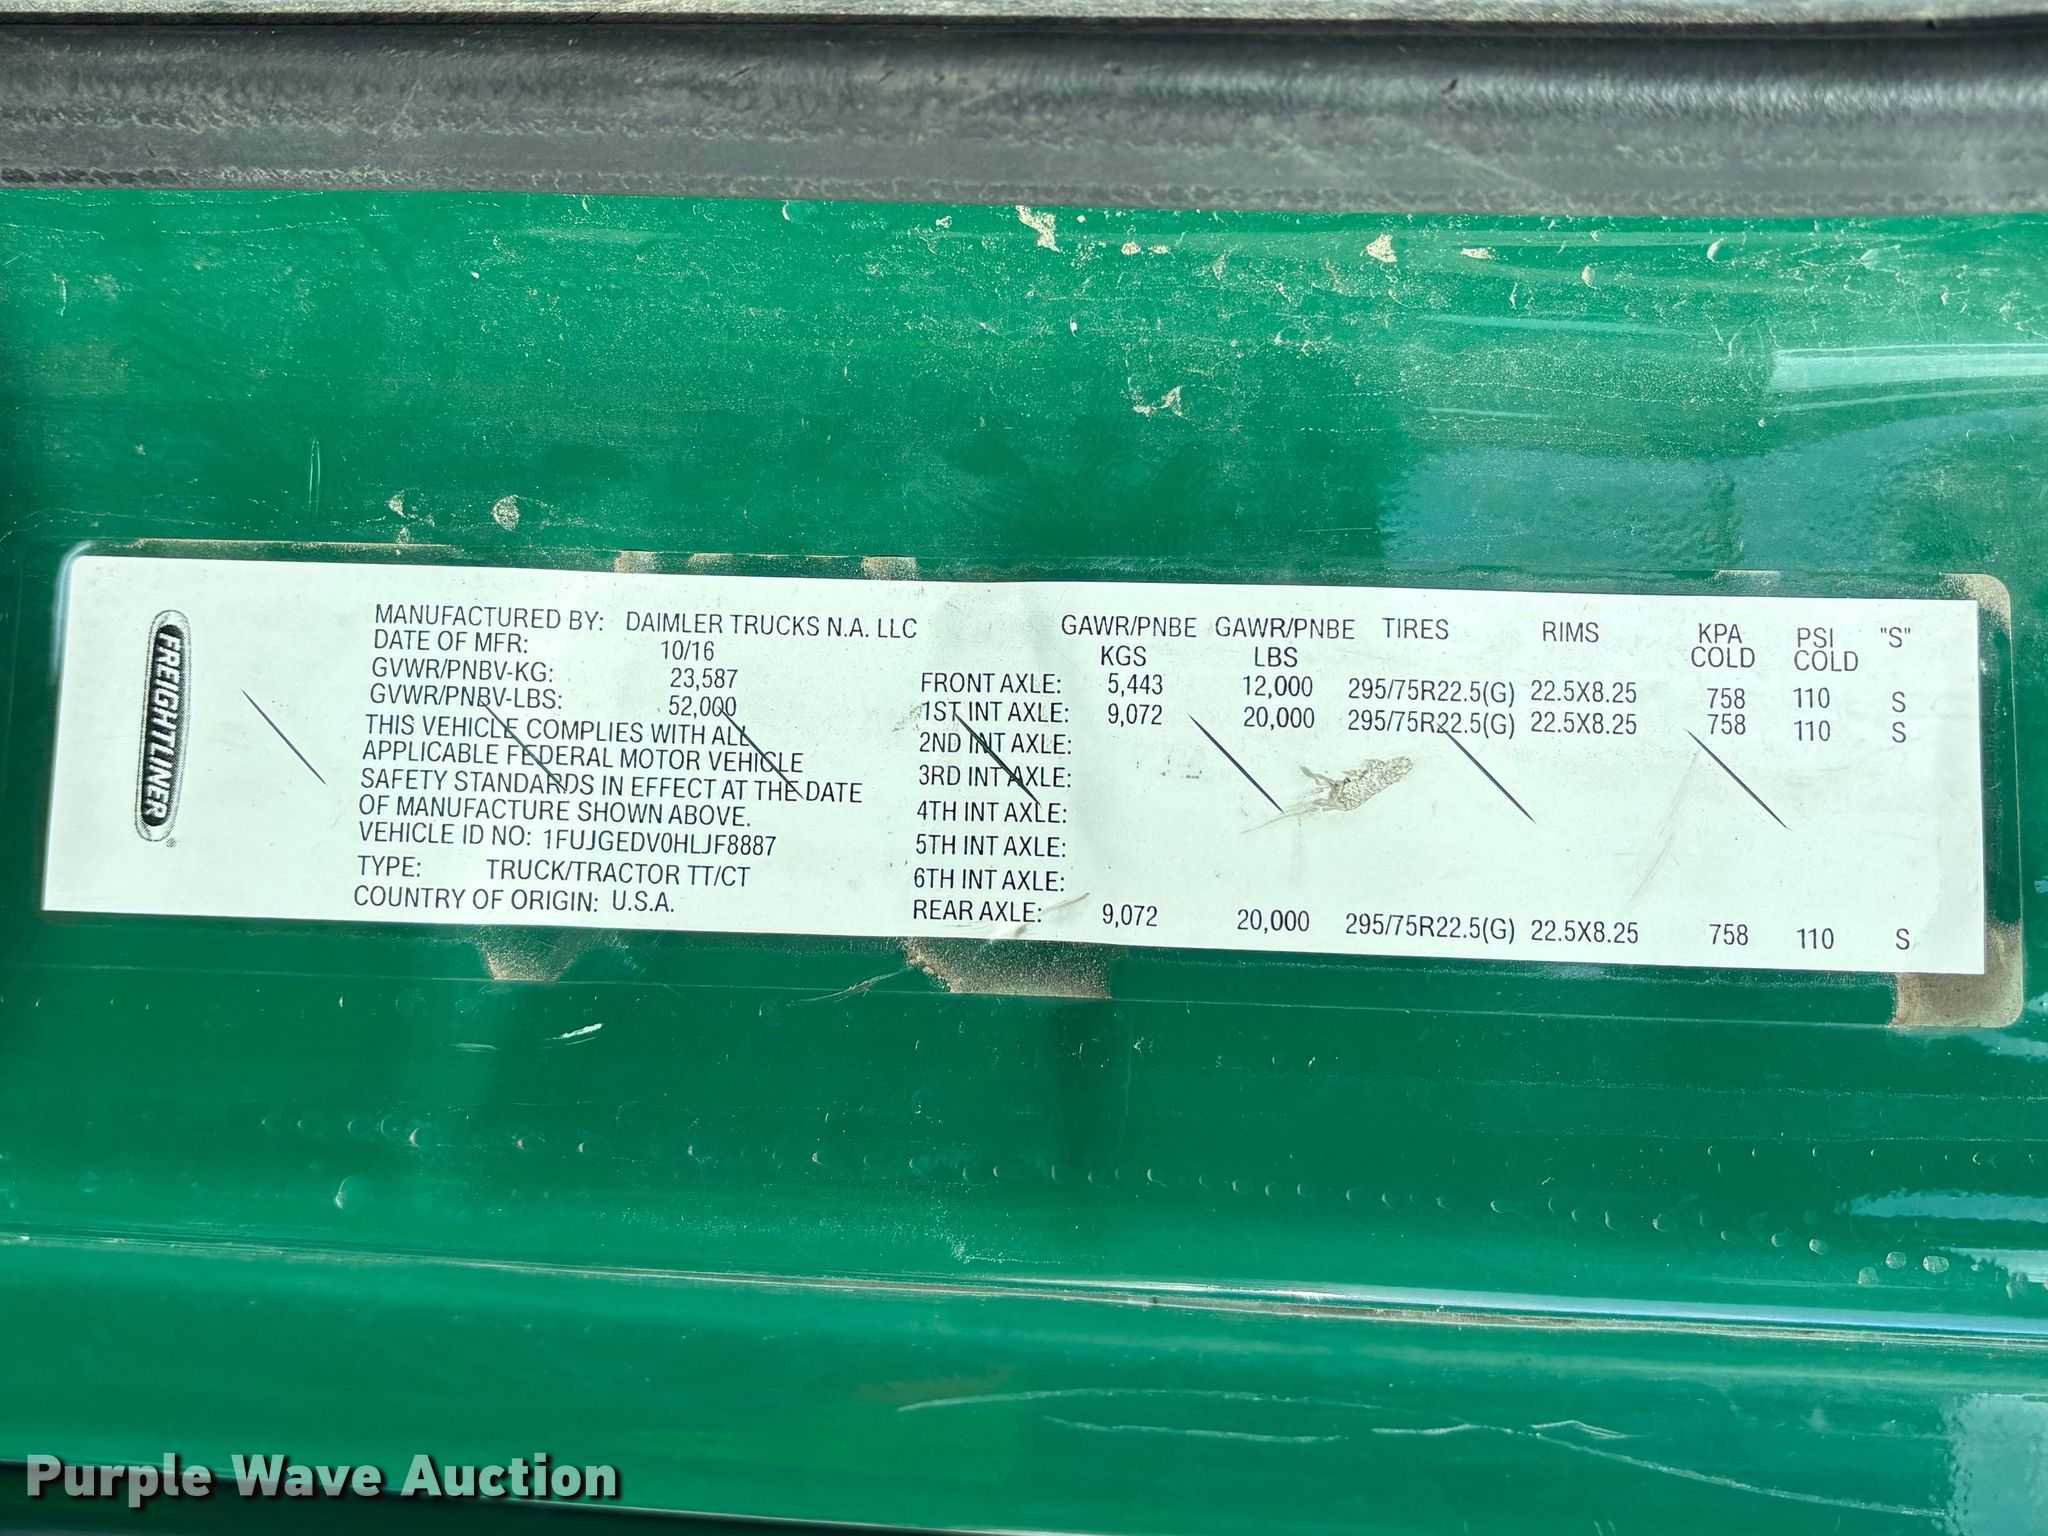 FREIGHTLINER
MANUFACTURED BY: DAIMLER TRUCKS N.A. LLC
DATE OF MFR: 10/16
GVWR/PNBV-KG: 23,587
GVWR/PNBV-LBS: 52,000
THIS VEHICLE COMPLIES WITH ALL
APPLICABLE FEDERAL MOTOR VEHICLE
SAFETY STANDARDS IN EFFECT AT THE DATE
OF MANUFACTURE SHOWN ABOVE.
VEHICLE ID NO: 1FUJGEDV0HLJF8887
TYPE: TRUCK/TRACTOR TT/CT
COUNTRY OF ORIGIN: U.S.A.
GAWR/PNBE GAWR/PNBE TIRES RIMS KPA PSI "S"
KGS LBS COLD COLD
FRONT AXLE: 5,443 12,000 295/75R22.5(G) 22.5X8.25 758 110 S
1ST INT AXLE: 9,072 20,000 295/75R22.5(G) 22.5X8.25 758 110 S
2ND INT AXLE:
3RD INT AXLE:
4TH INT AXLE:
5TH INT AXLE:
6TH INT AXLE:
REAR AXLE: 9,072 20,000 295/75R22.5(G) 22.5X8.25 758 110 S
Purple Wave Auction